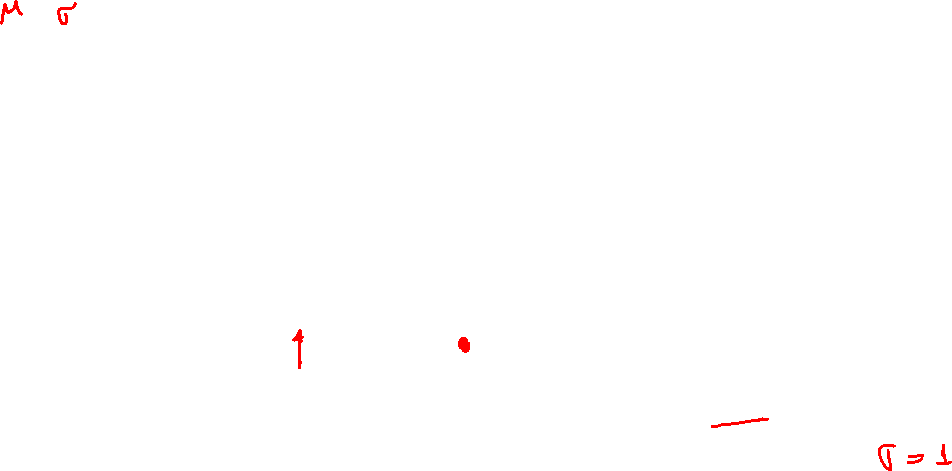 μ σ
σ = 1